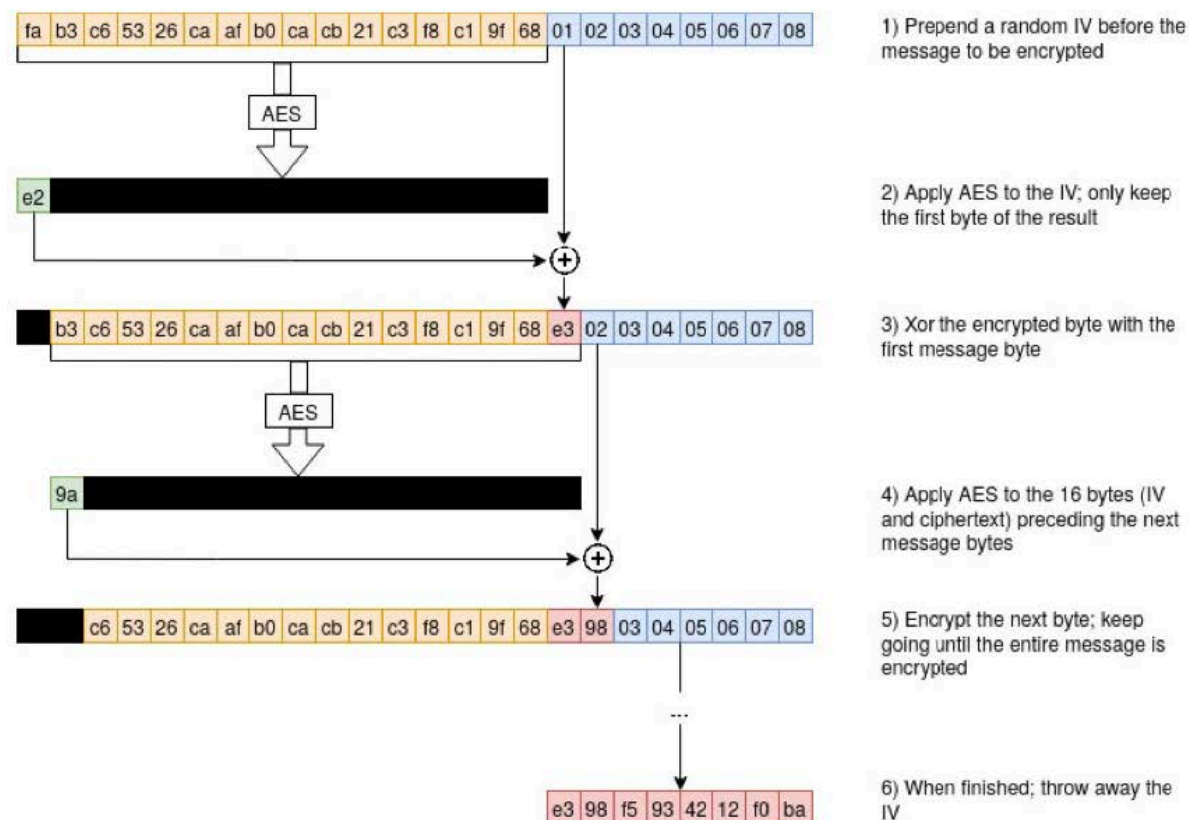 fa b3 c6 53 26 ca af b0 ca cb 21 c3 f8 c1 9f 68 01 02 03 04 05 06 07 08
1) Prepend a random IV before the
message to be encrypted
AES
e2
2) Apply AES to the IV; only keep
the first byte of the result
b3 c6 53 26 ca af b0 ca cb 21 c3 f8 c1 9f 68 e3 02 03 04 05 06 07 08
3) Xor the encrypted byte with the
first message byte
AES
9a
4) Apply AES to the 16 bytes (IV
and ciphertext) preceding the next
message bytes
c6 53 26 ca af b0 ca cb 21 c3 f8 c1 9f 68 e3 98 03 04 05 06 07 08
5) Encrypt the next byte; keep
going until the entire message is
encrypted
...
e3 98 f5 93 42 12 f0 ba
6) When finished; throw away the
IV